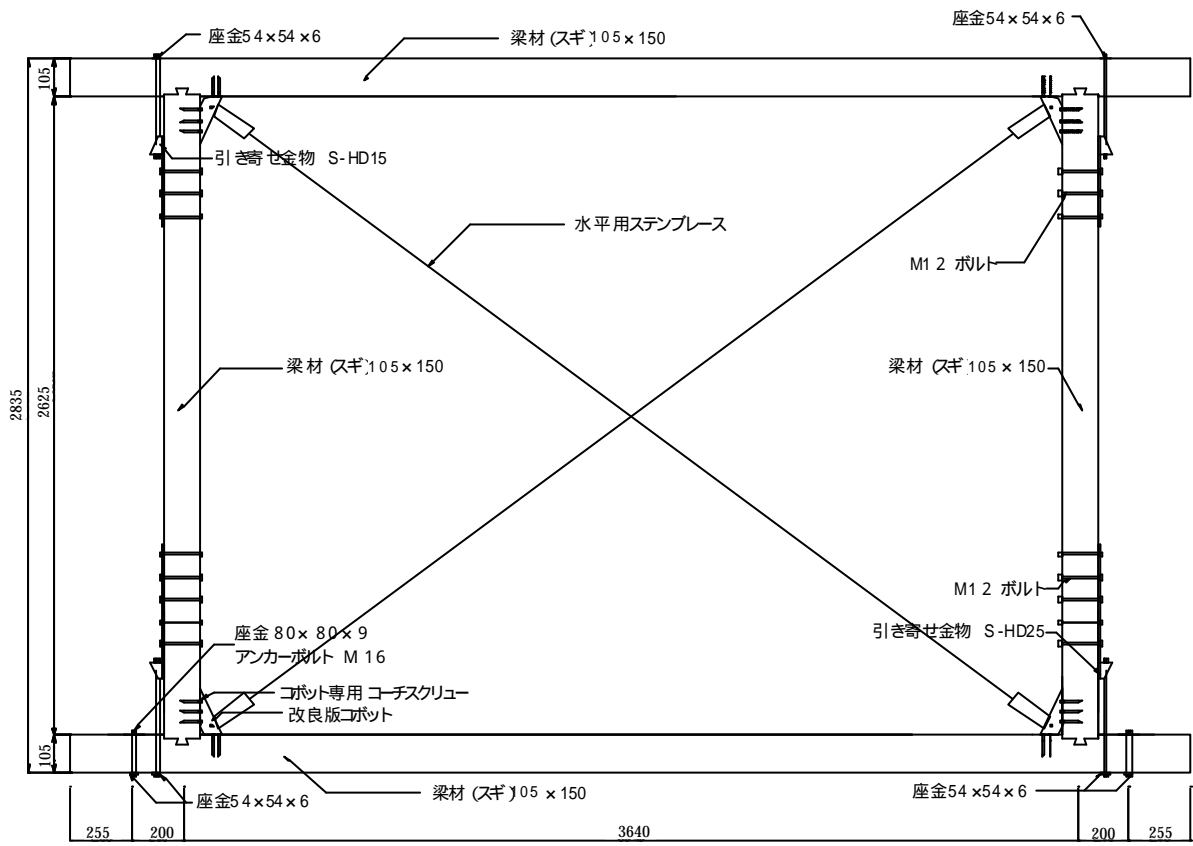 座金54×54×6
梁材(スギ)105×150
座金54×54×6
105
引き寄せ金物 S-HD15
水平用ステンブレース
M12 ボルト
梁材(スギ)105×150
梁材(スギ)105×150
2835
2625
M12 ボルト
座金80×80×9
アンカーボルト M16
引き寄せ金物 S-HD25
コボット専用コーチスクリュー
改良版コボット
105
座金54×54×6
梁材(スギ)105×150
座金54×54×6
255
200
3640
200
255